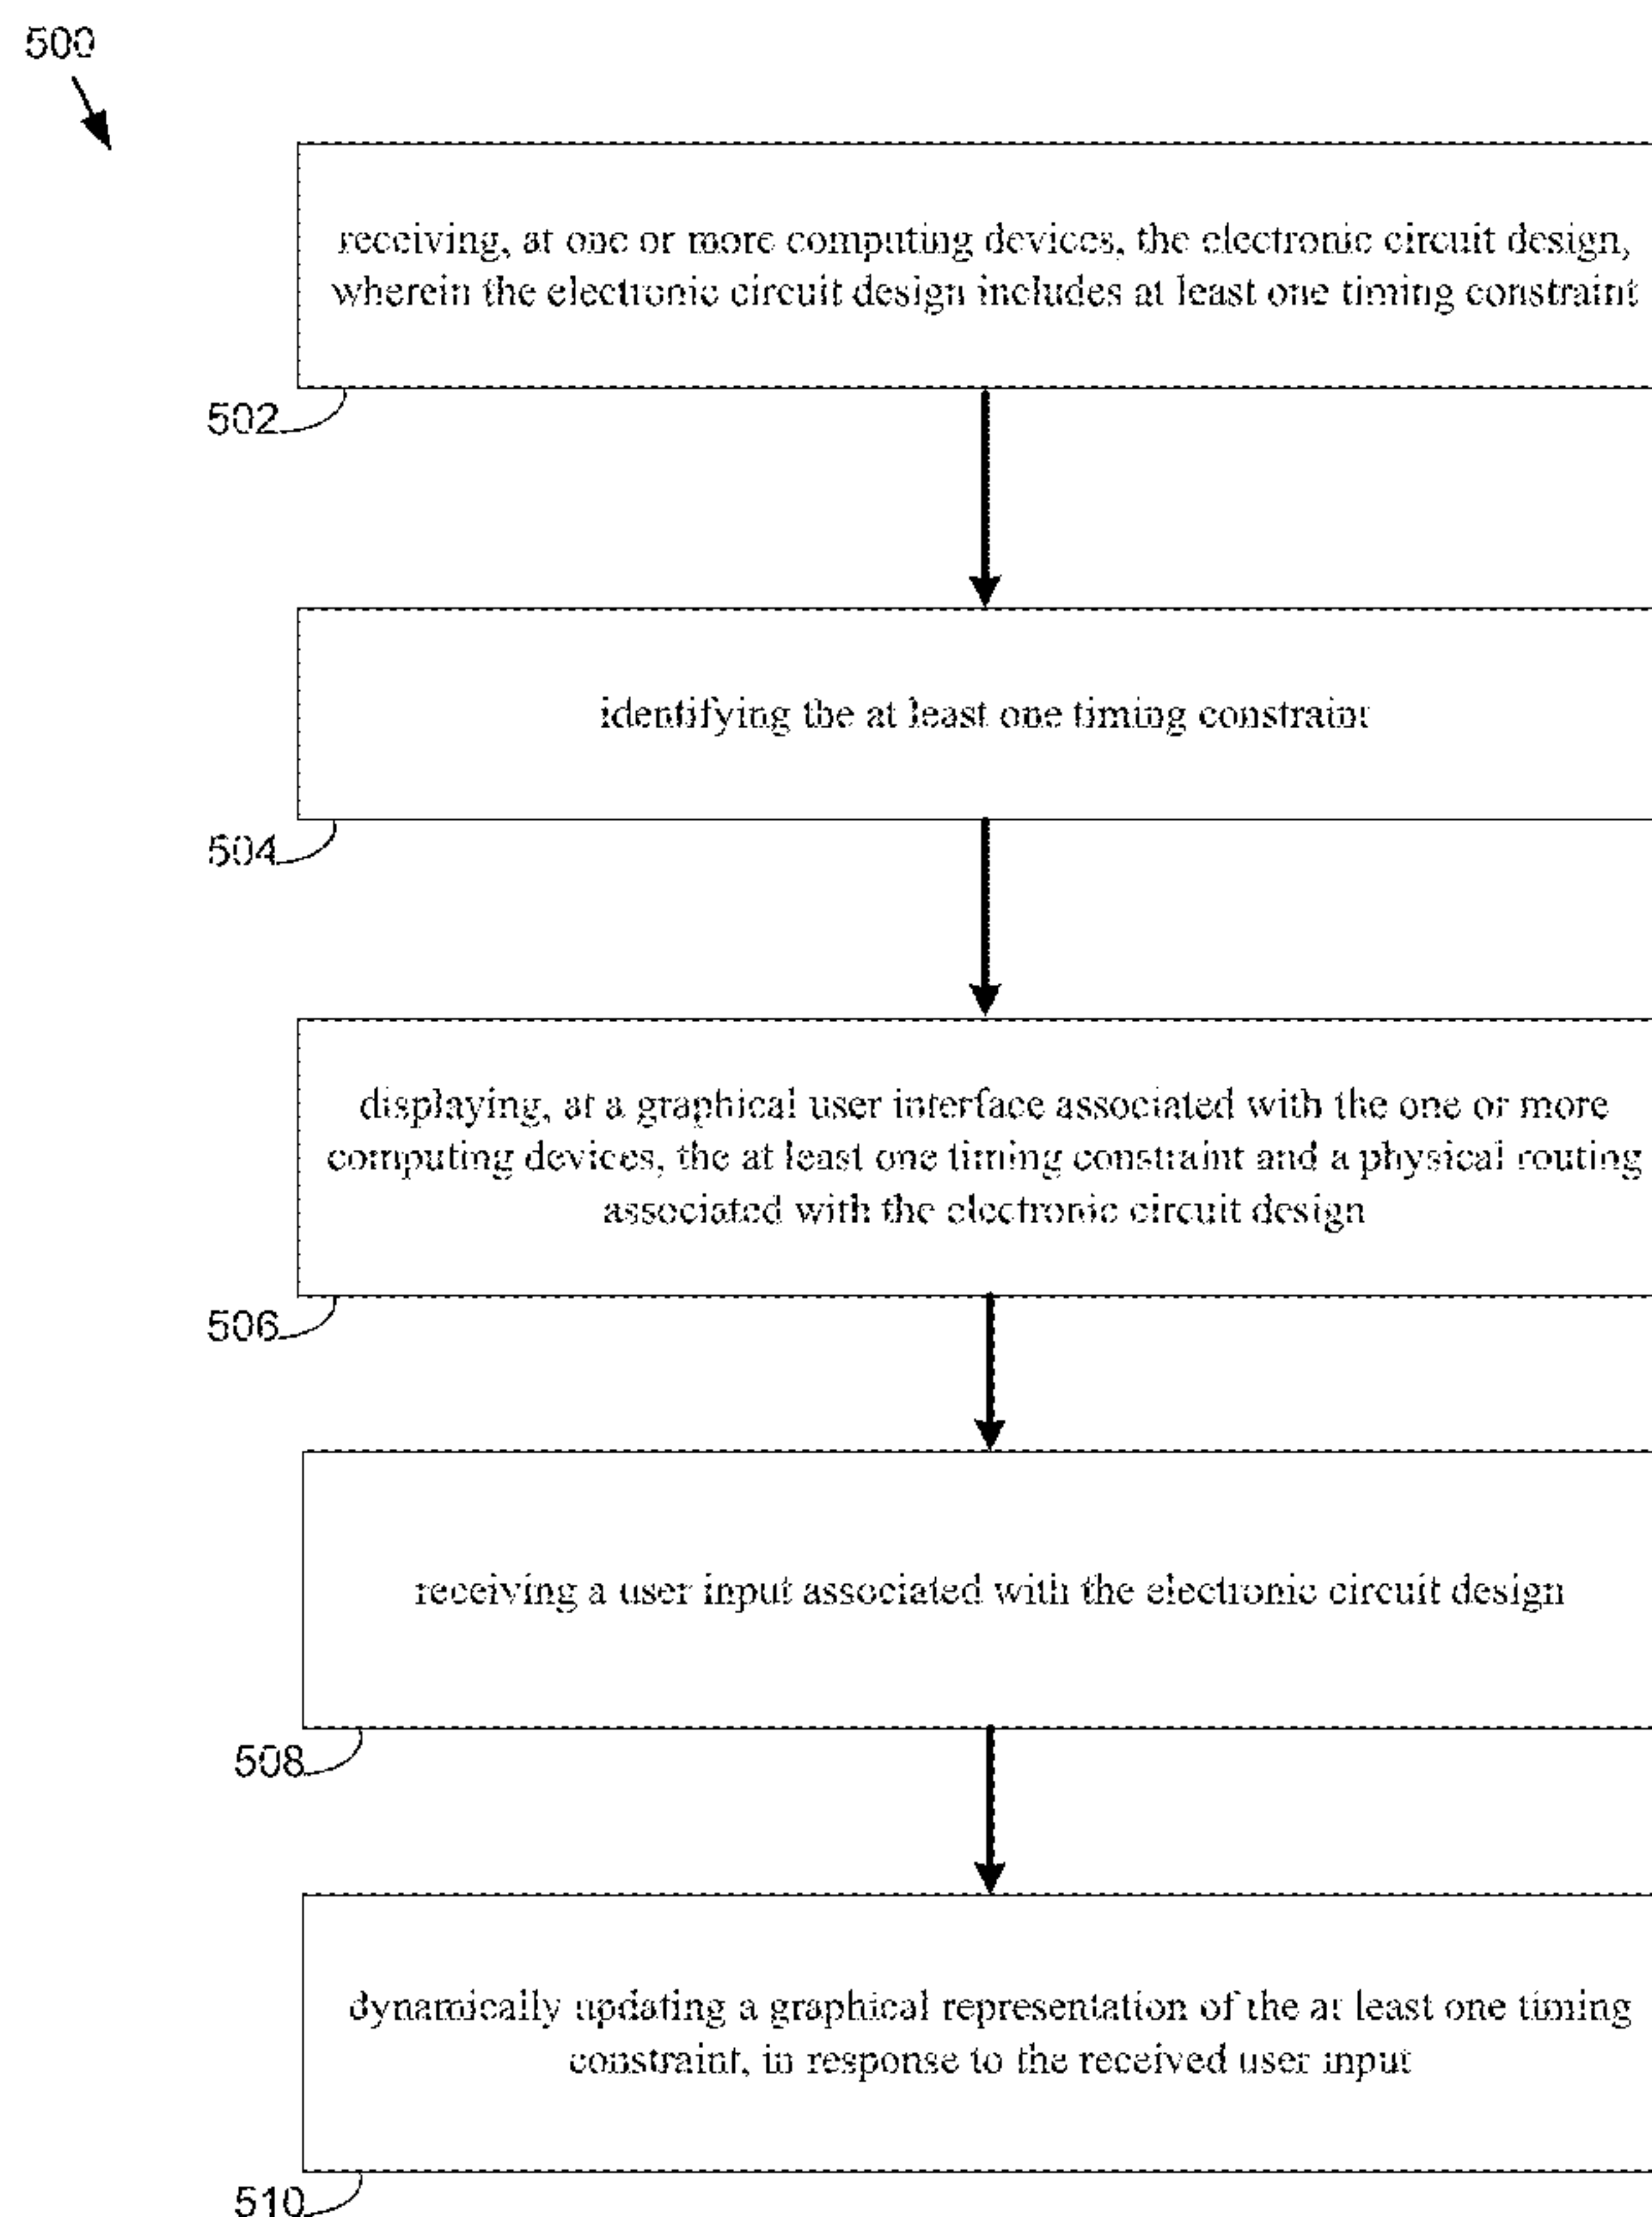 500
receiving, at one or more computing devices, the electronic circuit design,
wherein the electronic circuit design includes at least one timing constraint
502
identifying the at least one timing constraint
504
displaying, at a graphical user interface associated with the one or more
computing devices, the at least one timing constraint and a physical routing
associated with the electronic circuit design
506
receiving a user input associated with the electronic circuit design
508
dynamically updating a graphical representation of the at least one timing
constraint, in response to the received user input
510